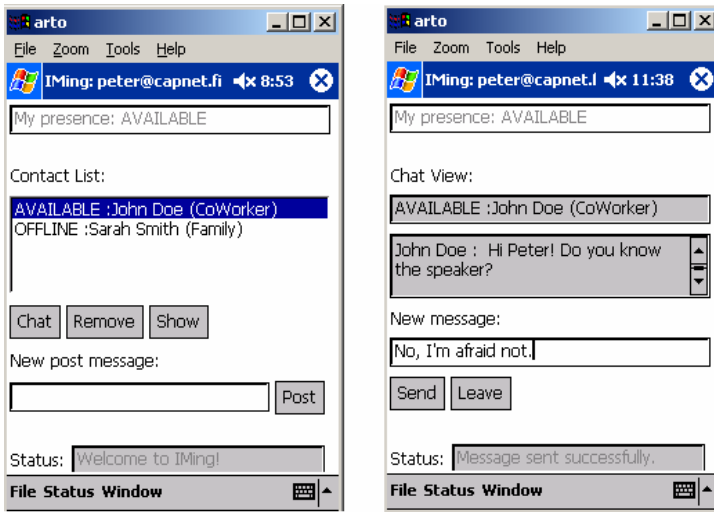 arto
File Zoom Tools Help
IMing: peter@capnet.fi 8:53
My presence: AVAILABLE
Contact List:
AVAILABLE :John Doe (CoWorker)
OFFLINE :Sarah Smith (Family)
Chat Remove Show
New post message:
Post
Status: Welcome to IMing!
File Status Window
arto
File Zoom Tools Help
IMing: peter@capnet.f 11:38
My presence: AVAILABLE
Chat View:
AVAILABLE :John Doe (CoWorker)
John Doe : Hi Peter! Do you know
the speaker?
New message:
No, I'm afraid not.
Send Leave
Status: Message sent successfully.
File Status Window